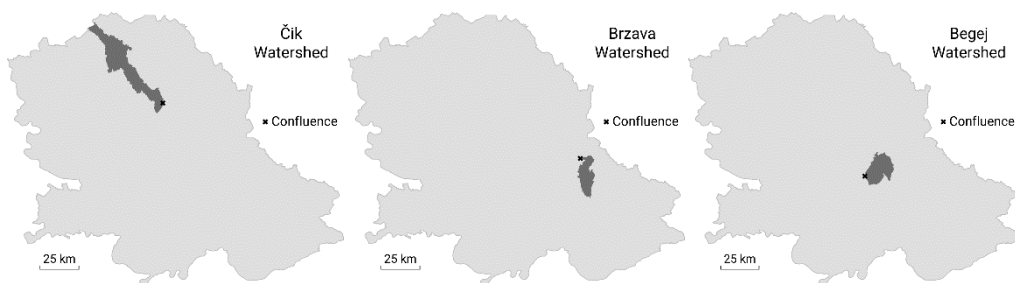 Čik
Watershed
× Confluence
25 km
Brzava
Watershed
× Confluence
25 km
Begej
Watershed
× Confluence
25 km